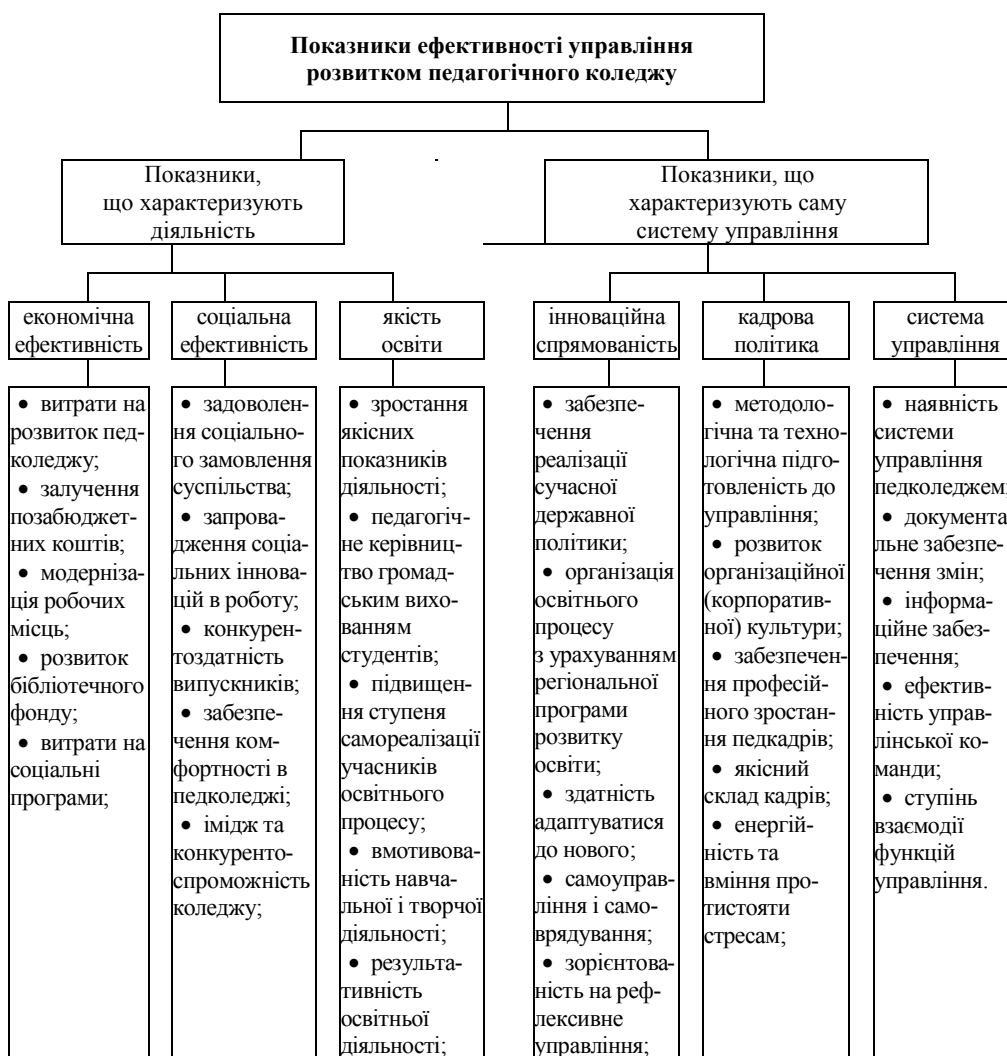 Показники ефективності управління
розвитком педагогічного коледжу
Показники,
що характеризують
діяльність
Показники, що
характеризують саму
систему управління
економічна
ефективність
соціальна
ефективність
якість
освіти
інноваційна
спрямованість
кадрова
політика
система
управління
• витрати на
розвиток пед-
коледжу;
• залучення
позабюджет-
них коштів;
• модерніза-
ція робочих
місць;
• розвиток
бібліотечного
фонду;
• витрати на
соціальні
програми;
• задоволен-
ня соціально-
го замовлення
суспільства;
• запрова-
дження соціа-
льних іннова-
цій в роботу;
• конкурен-
тоздатність
випускників;
• забезпе-
чення ком-
фортності в
педколеджі;
• імідж та
конкуренто-
спроможність
коледжу;
• зростання
якісних
показників
діяльності;
• педагогіч-
не керівниц-
тво громад-
ським вихо-
ванням
студентів;
• підвищен-
ня ступеня
самореалізації
учасників
освітнього
процесу;
• вмотивова-
ність навча-
льної і творчої
діяльності;
• результа-
тивність
освітньої
діяльності;
• забезпе-
чення
реалізації
сучасної
державної
політики;
• організація
освітнього
процесу
з урахуванням
регіональної
програми
розвитку
освіти;
• здатність
адаптуватися
до нового;
• самоуправ-
ління і само-
врядування;
• зорієнтова-
ність на реф-
лексивне
управління;
• методоло-
гічна та техно-
логічна підго-
товленість до
управління;
• розвиток
організаційної
(корпоратив-
ної) культури;
• забезпечен-
ня професій-
ного зростан-
ня педкадрів;
• якісний
склад кадрів;
• енергій-
ність та
вміння про-
тистояти
стресам;
• наявність
системи
управління
педколеджем;
• документа
льне забезпе-
чення змін;
• інформа-
ційне забез-
печення;
• ефектив-
ність управ-
лінської ко-
манди;
• ступінь
взаємодії
функцій
управління.